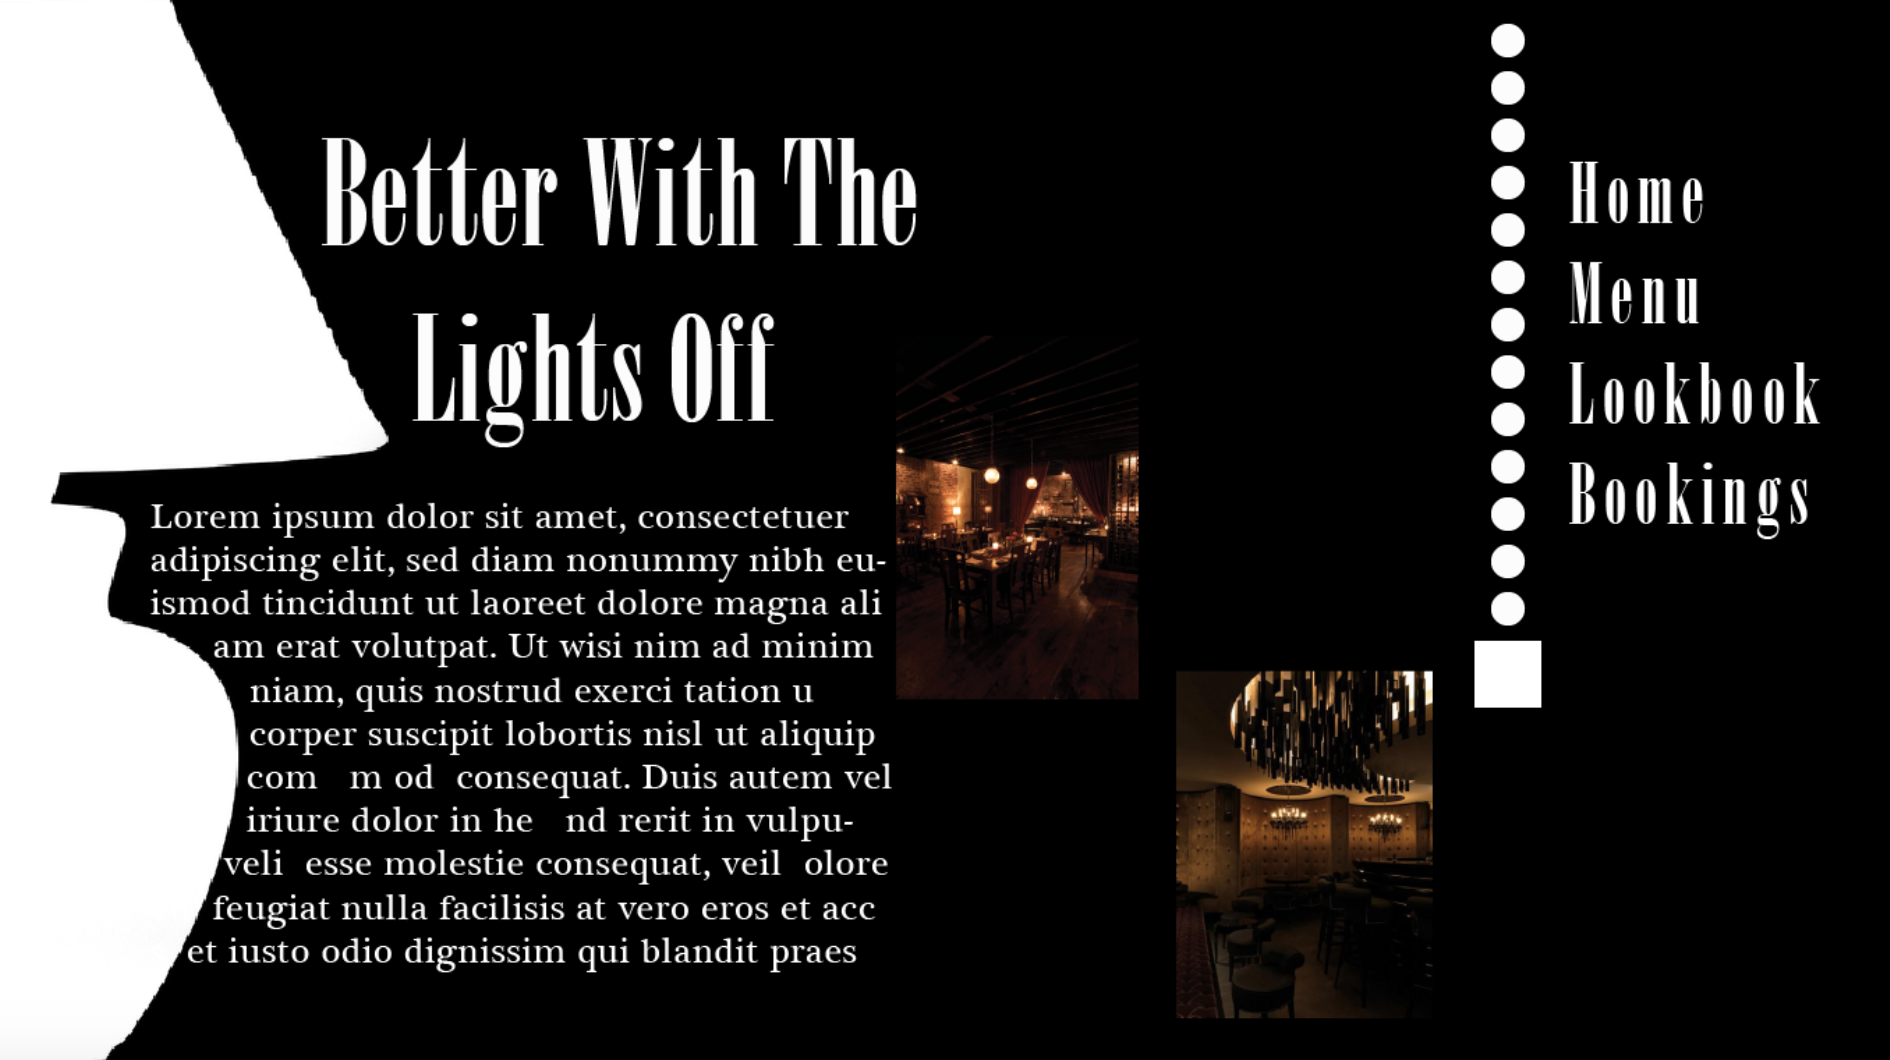 Better With The
Lights Off
Lorem ipsum dolor sit amet, consectetuer
adipiscing elit, sed diam nonummy nibh eu-
ismod tincidunt ut laoreet dolore magna ali
am erat volutpat. Ut wisi nim ad minim
niam, quis nostrud exerci tation u
corper suscipit lobortis nisl ut aliquip
com m od consequat. Duis autem vel
iriure dolor in he nd rerit in vulpu-
veli esse molestie consequat, veil olore
feugiat nulla facilisis at vero eros et acc
et iusto odio dignissim qui blandit praes
Home
Menu
Lookbook
Bookings